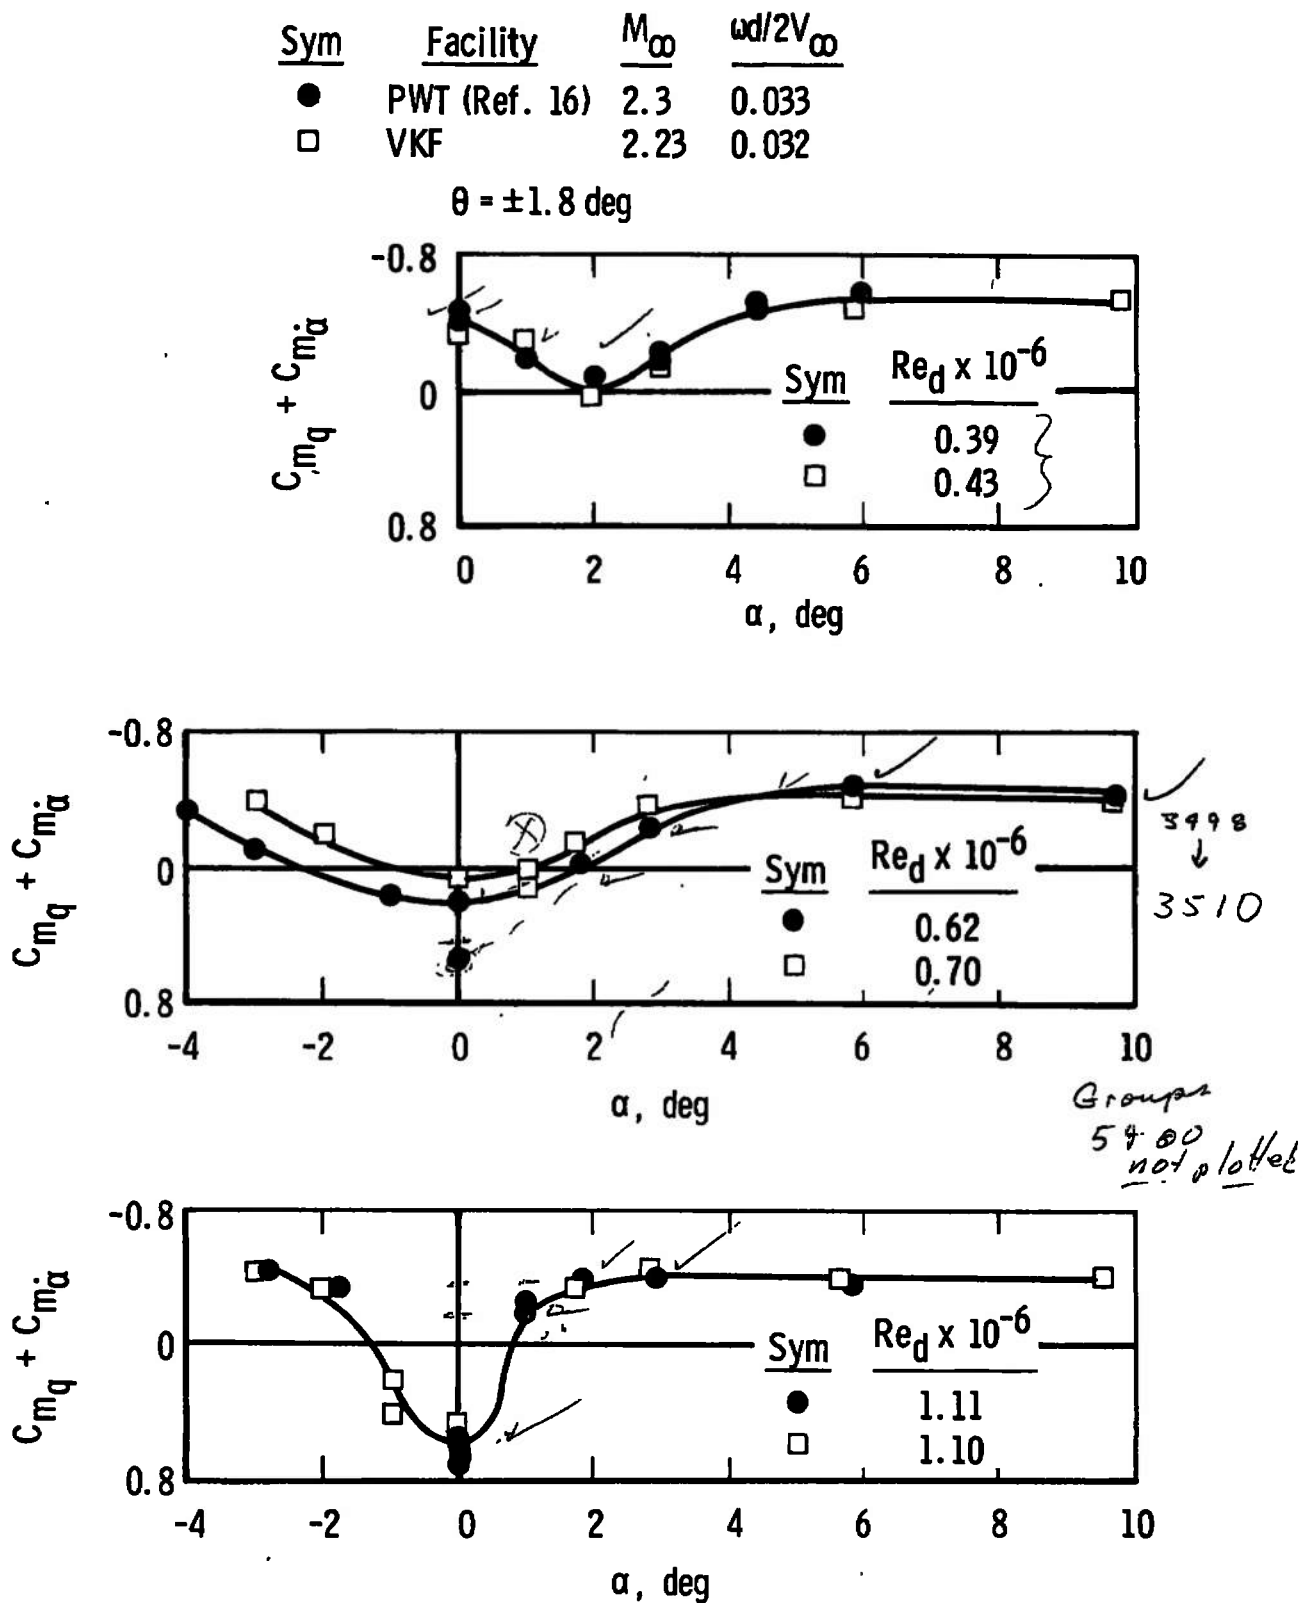 Sym Facility M∞ ωd/2V∞
● PWT (Ref. 16) 2.3 0.033
□ VKF 2.23 0.032
θ = ±1.8 deg
-0.8
0
0.8
Cmq + Cmα̇
Sym Red x 10⁻⁶
● 0.39
□ 0.43
0 2 4 6 8 10
α, deg
-0.8
0
0.8
Cmq + Cmα̇
Sym Red x 10⁻⁶
● 0.62
□ 0.70
3498
↓
3510
-4 -2 0 2 4 6 8 10
α, deg
Groups
not plotted
-0.8
0
0.8
Cmq + Cmα̇
Sym Red x 10⁻⁶
● 1.11
□ 1.10
-4 -2 0 2 4 6 8 10
α, deg